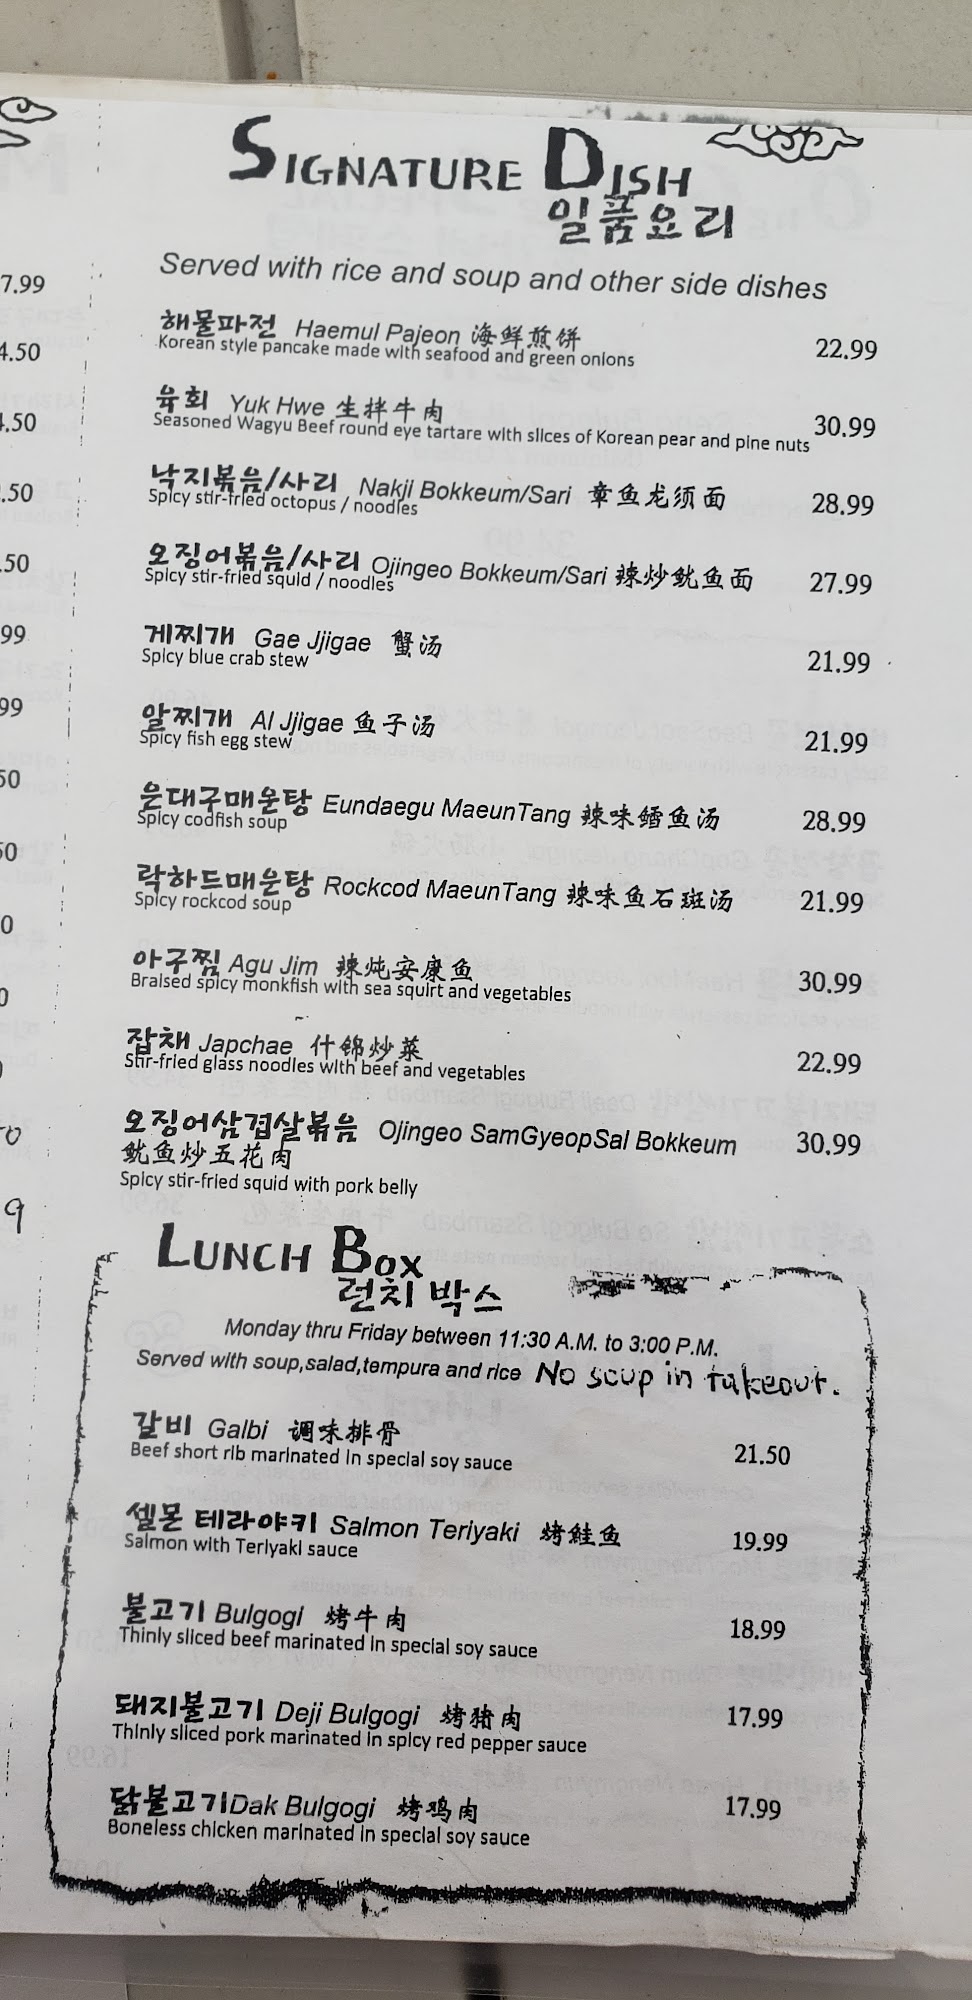 SIGNATURE DISH
일품요리
Served with rice and soup and other side dishes
해물파전 Haemul Pajeon 海鲜煎饼 22.99
Korean style pancake made with seafood and green onions
육회 Yuk Hwe 生拌牛肉 30.99
Seasoned Wagyu Beef round eye tartare with slices of Korean pear and pine nuts
낙지볶음/사리 Nakji Bokkeum/Sari 章鱼龙须面 28.99
Spicy stir-fried octopus / noodles
오징어볶음/사리 Ojingeo Bokkeum/Sari 辣炒鱿鱼面 27.99
Spicy stir-fried squid / noodles
게찌개 Gae Jjigae 蟹汤 21.99
Spicy blue crab stew
알찌개 Al Jjigae 鱼子汤 21.99
Spicy fish egg stew
은대구매운탕 Eundaegu MaeunTang 辣味鳕鱼汤 28.99
Spicy codfish soup
락하드매운탕 Rockcod MaeunTang 辣味鱼石斑汤 21.99
Spicy rockcod soup
아구찜 Agu Jim 辣炖安康鱼 30.99
Braised spicy monkfish with sea squirt and vegetables
잡채 Japchae 什锦炒菜 22.99
Stir-fried glass noodles with beef and vegetables
오징어삼겹살볶음 Ojingeo SamGyeopSal Bokkeum 30.99
鱿鱼炒五花肉
Spicy stir-fried squid with pork belly
LUNCH BOX
런치 박스
Monday thru Friday between 11:30 A.M. to 3:00 P.M.
Served with soup,salad,tempura and rice No soup in takeout.
갈비 Galbi 调味排骨 21.50
Beef short rib marinated in special soy sauce
셀몬 테라야키 Salmon Teriyaki 烤鲑鱼 19.99
Salmon with Teriyaki sauce
불고기 Bulgogi 烤牛肉 18.99
Thinly sliced beef marinated in special soy sauce
돼지불고기 Deji Bulgogi 烤猪肉 17.99
Thinly sliced pork marinated in spicy red pepper sauce
닭불고기 Dak Bulgogi 烤鸡肉 17.99
Boneless chicken marinated in special soy sauce
7.99
4.50
.50
.50
.50
99
99
50
50
0
0
9